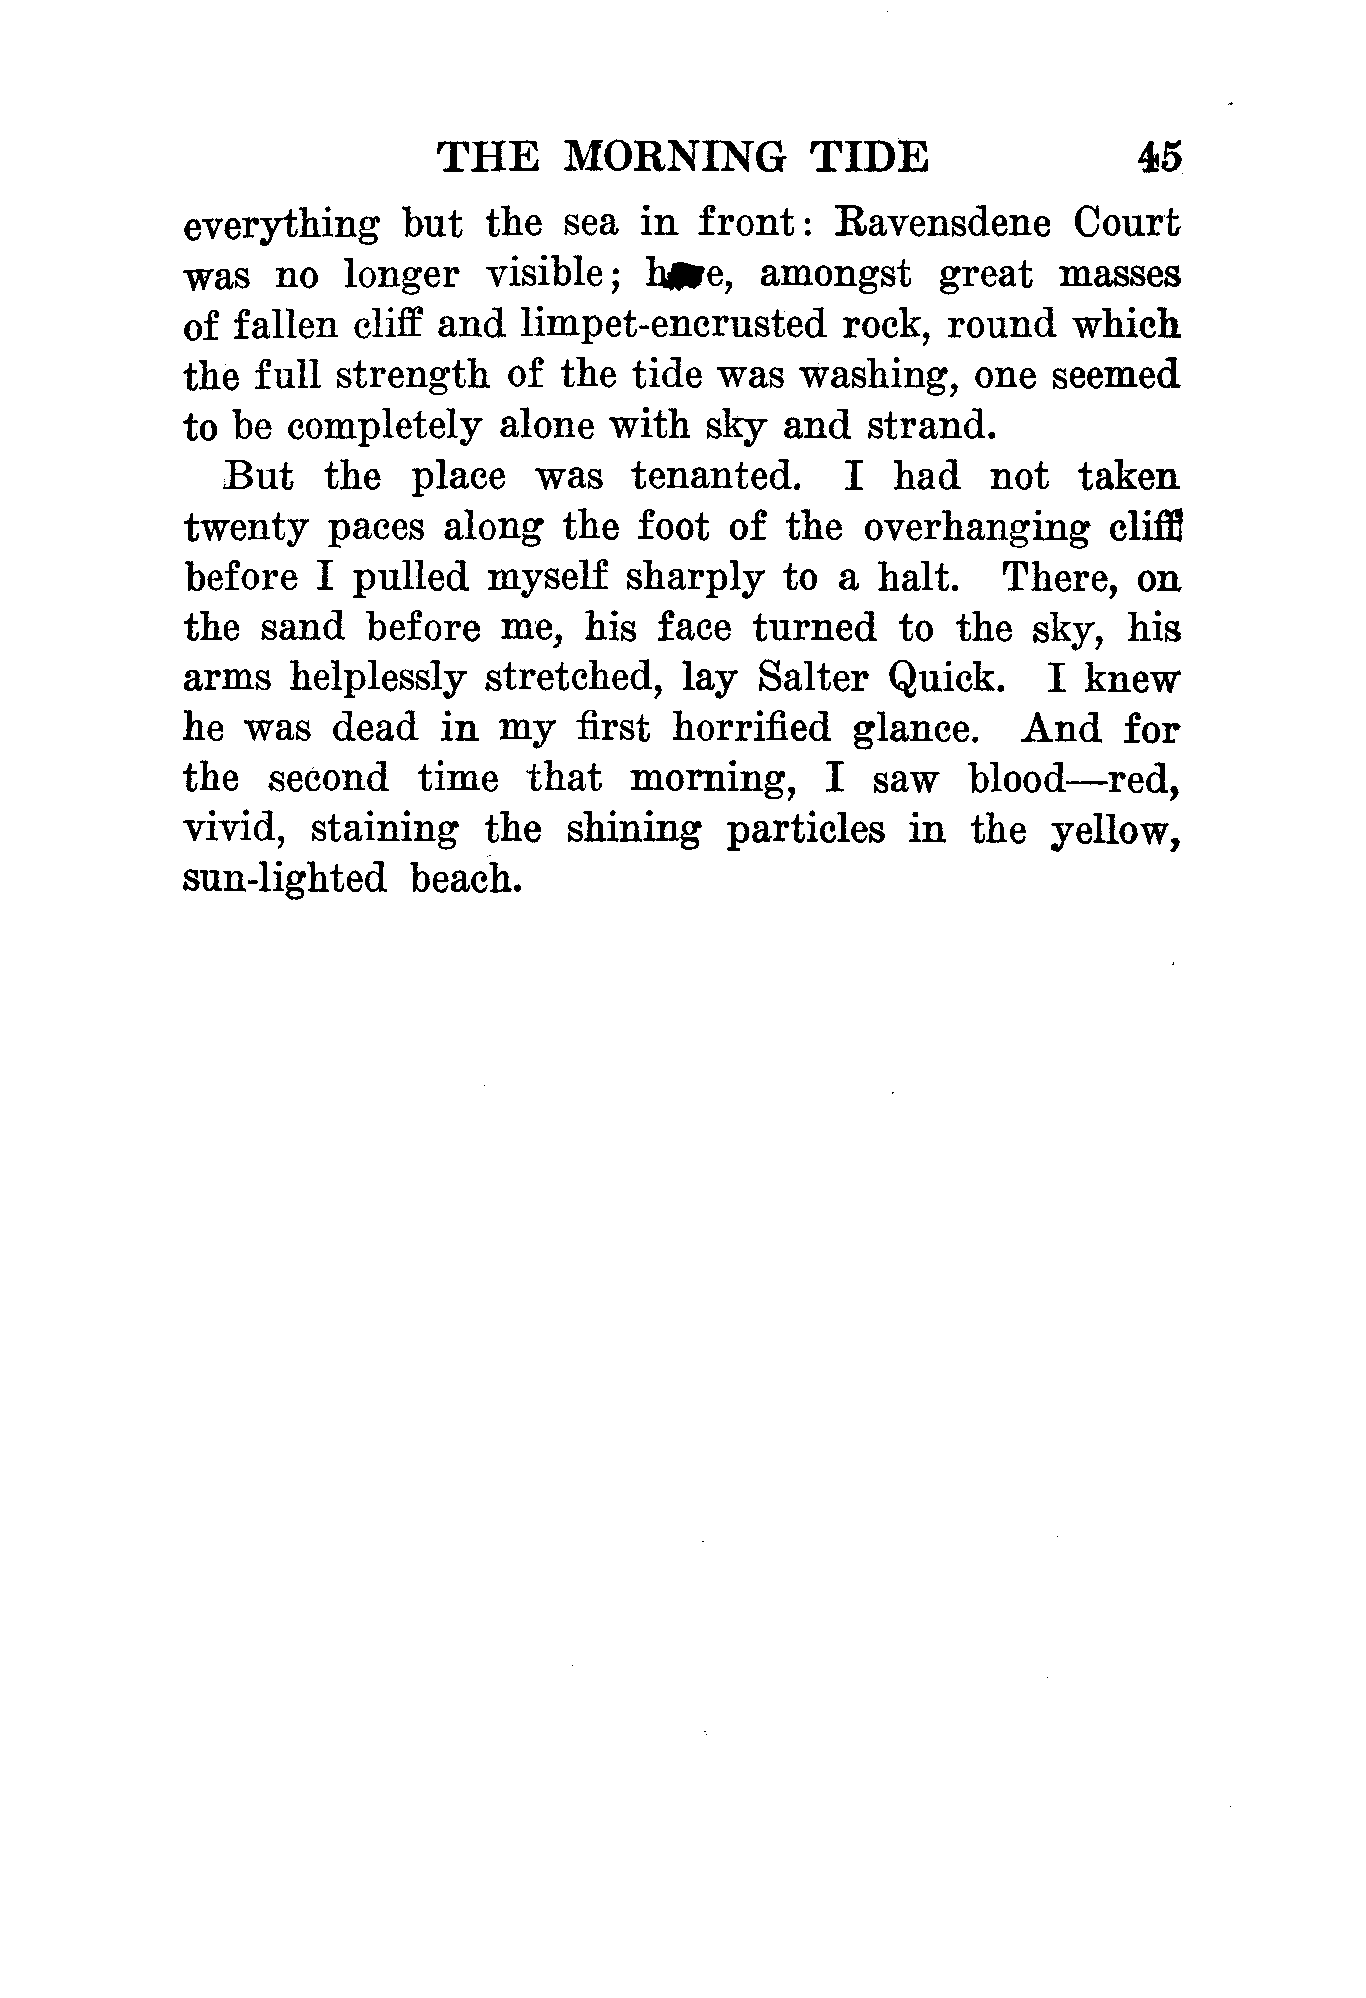 THE MORNING TIDE 45
everything but the sea in front: Ravensdene Court
was no longer visible; here, amongst great masses
of fallen cliff and limpet-encrusted rock, round which
the full strength of the tide was washing, one seemed
to be completely alone with sky and strand.
But the place was tenanted. I had not taken
twenty paces along the foot of the overhanging cliff
before I pulled myself sharply to a halt. There, on
the sand before me, his face turned to the sky, his
arms helplessly stretched, lay Salter Quick. I knew
he was dead in my first horrified glance. And for
the second time that morning, I saw blood—red,
vivid, staining the shining particles in the yellow,
sun-lighted beach.